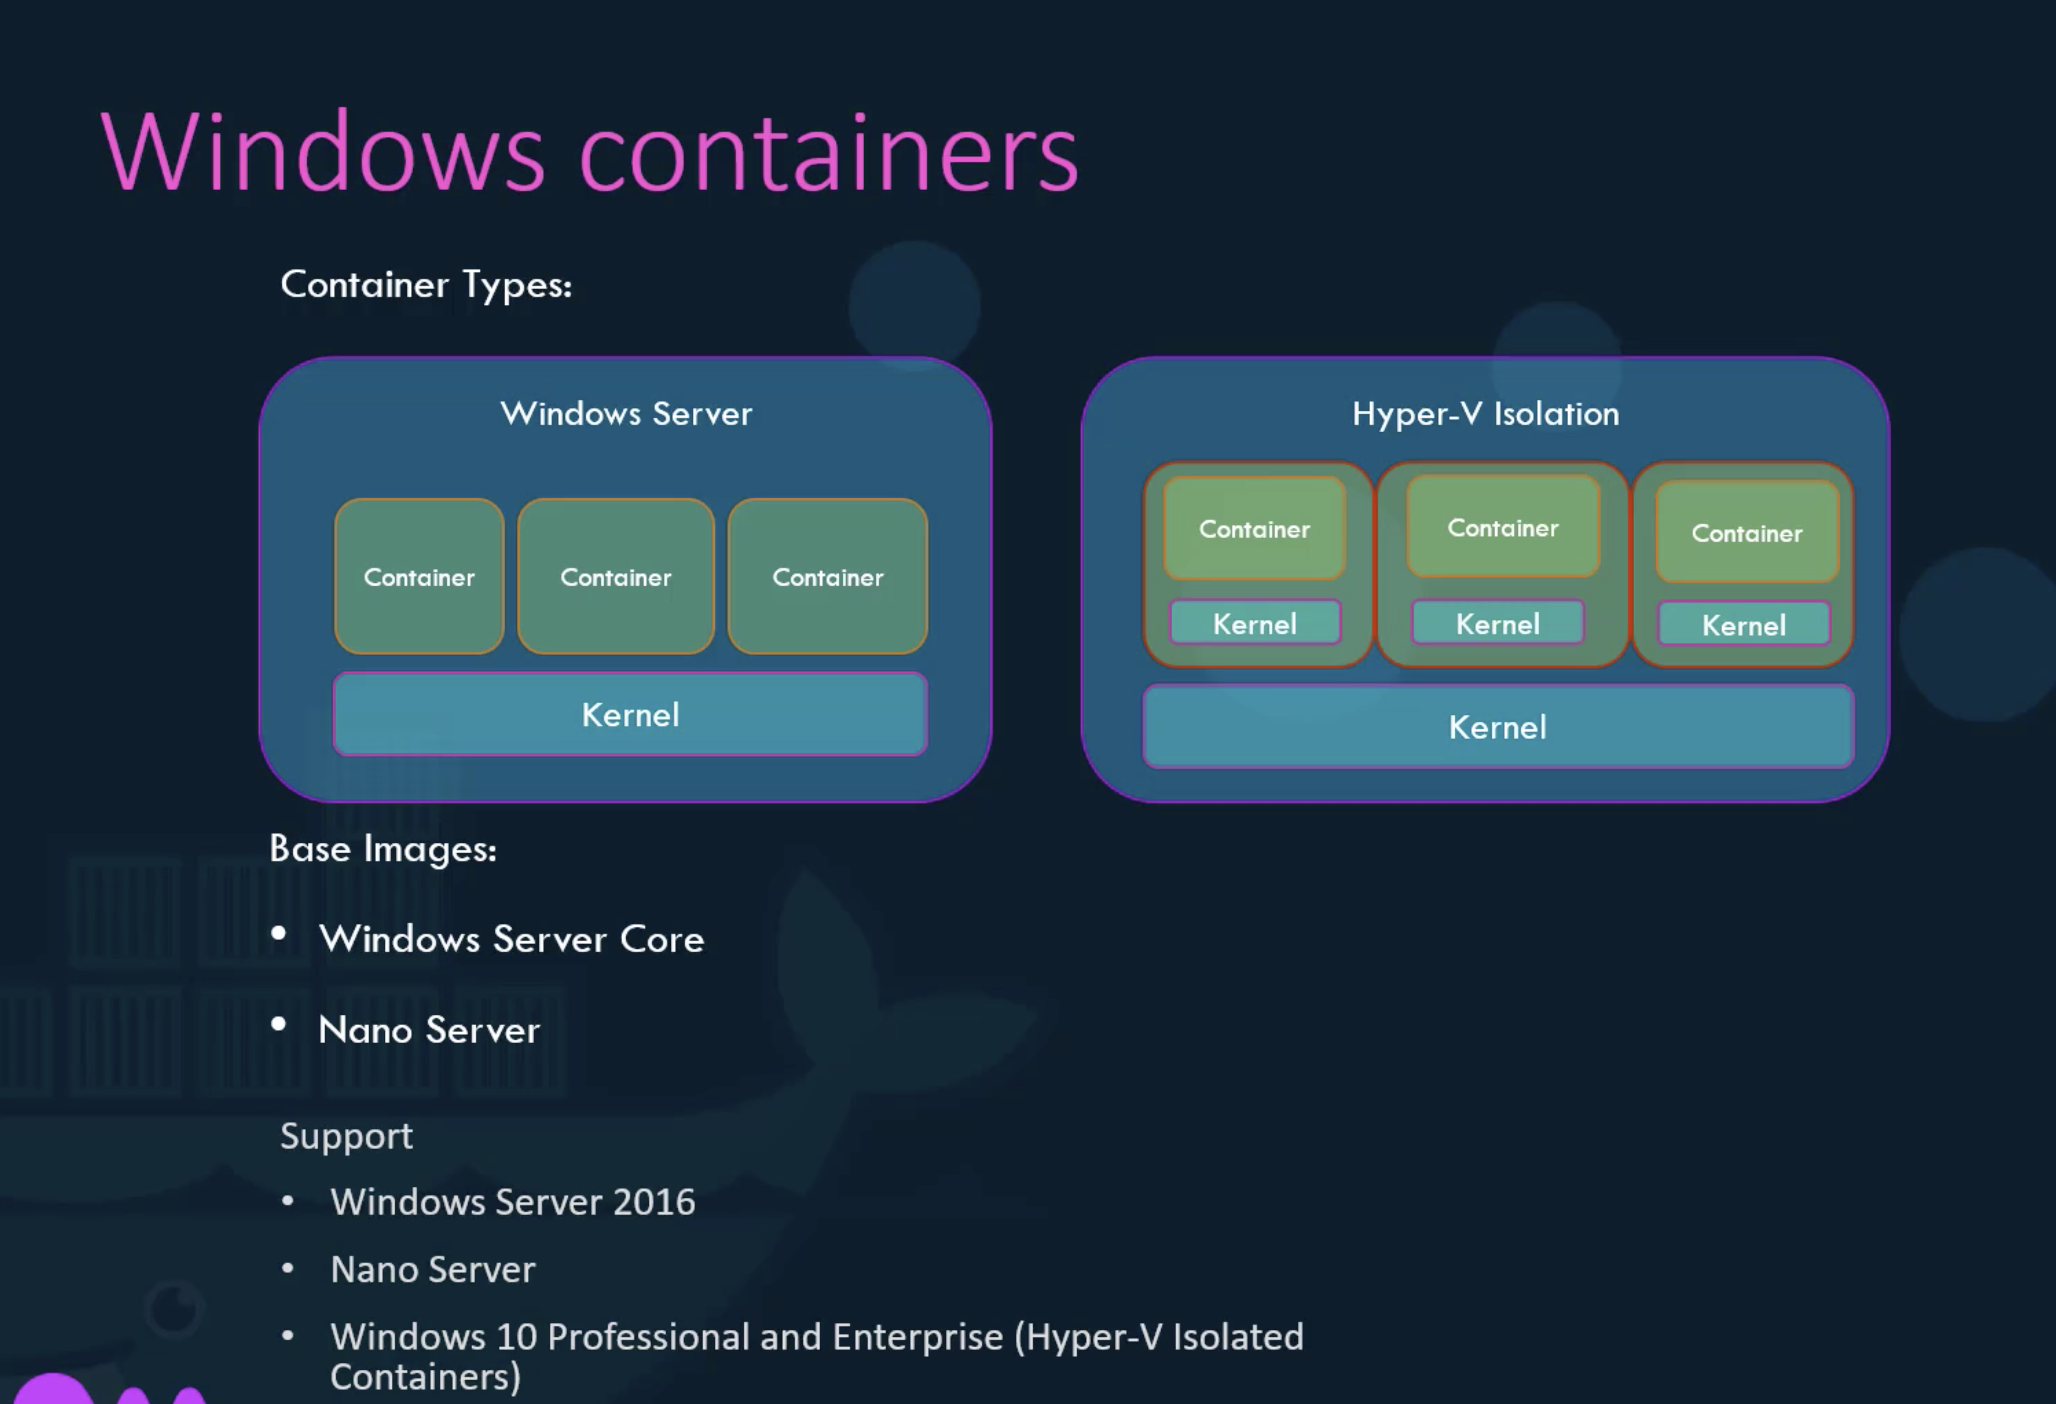 Windows containers
Container Types:
Windows Server
Container
Container
Container
Kernel
Hyper-V Isolation
Container
Container
Container
Kernel
Kernel
Kernel
Kernel
Base Images:
• Windows Server Core
• Nano Server
Support
• Windows Server 2016
• Nano Server
• Windows 10 Professional and Enterprise (Hyper-V Isolated
Containers)